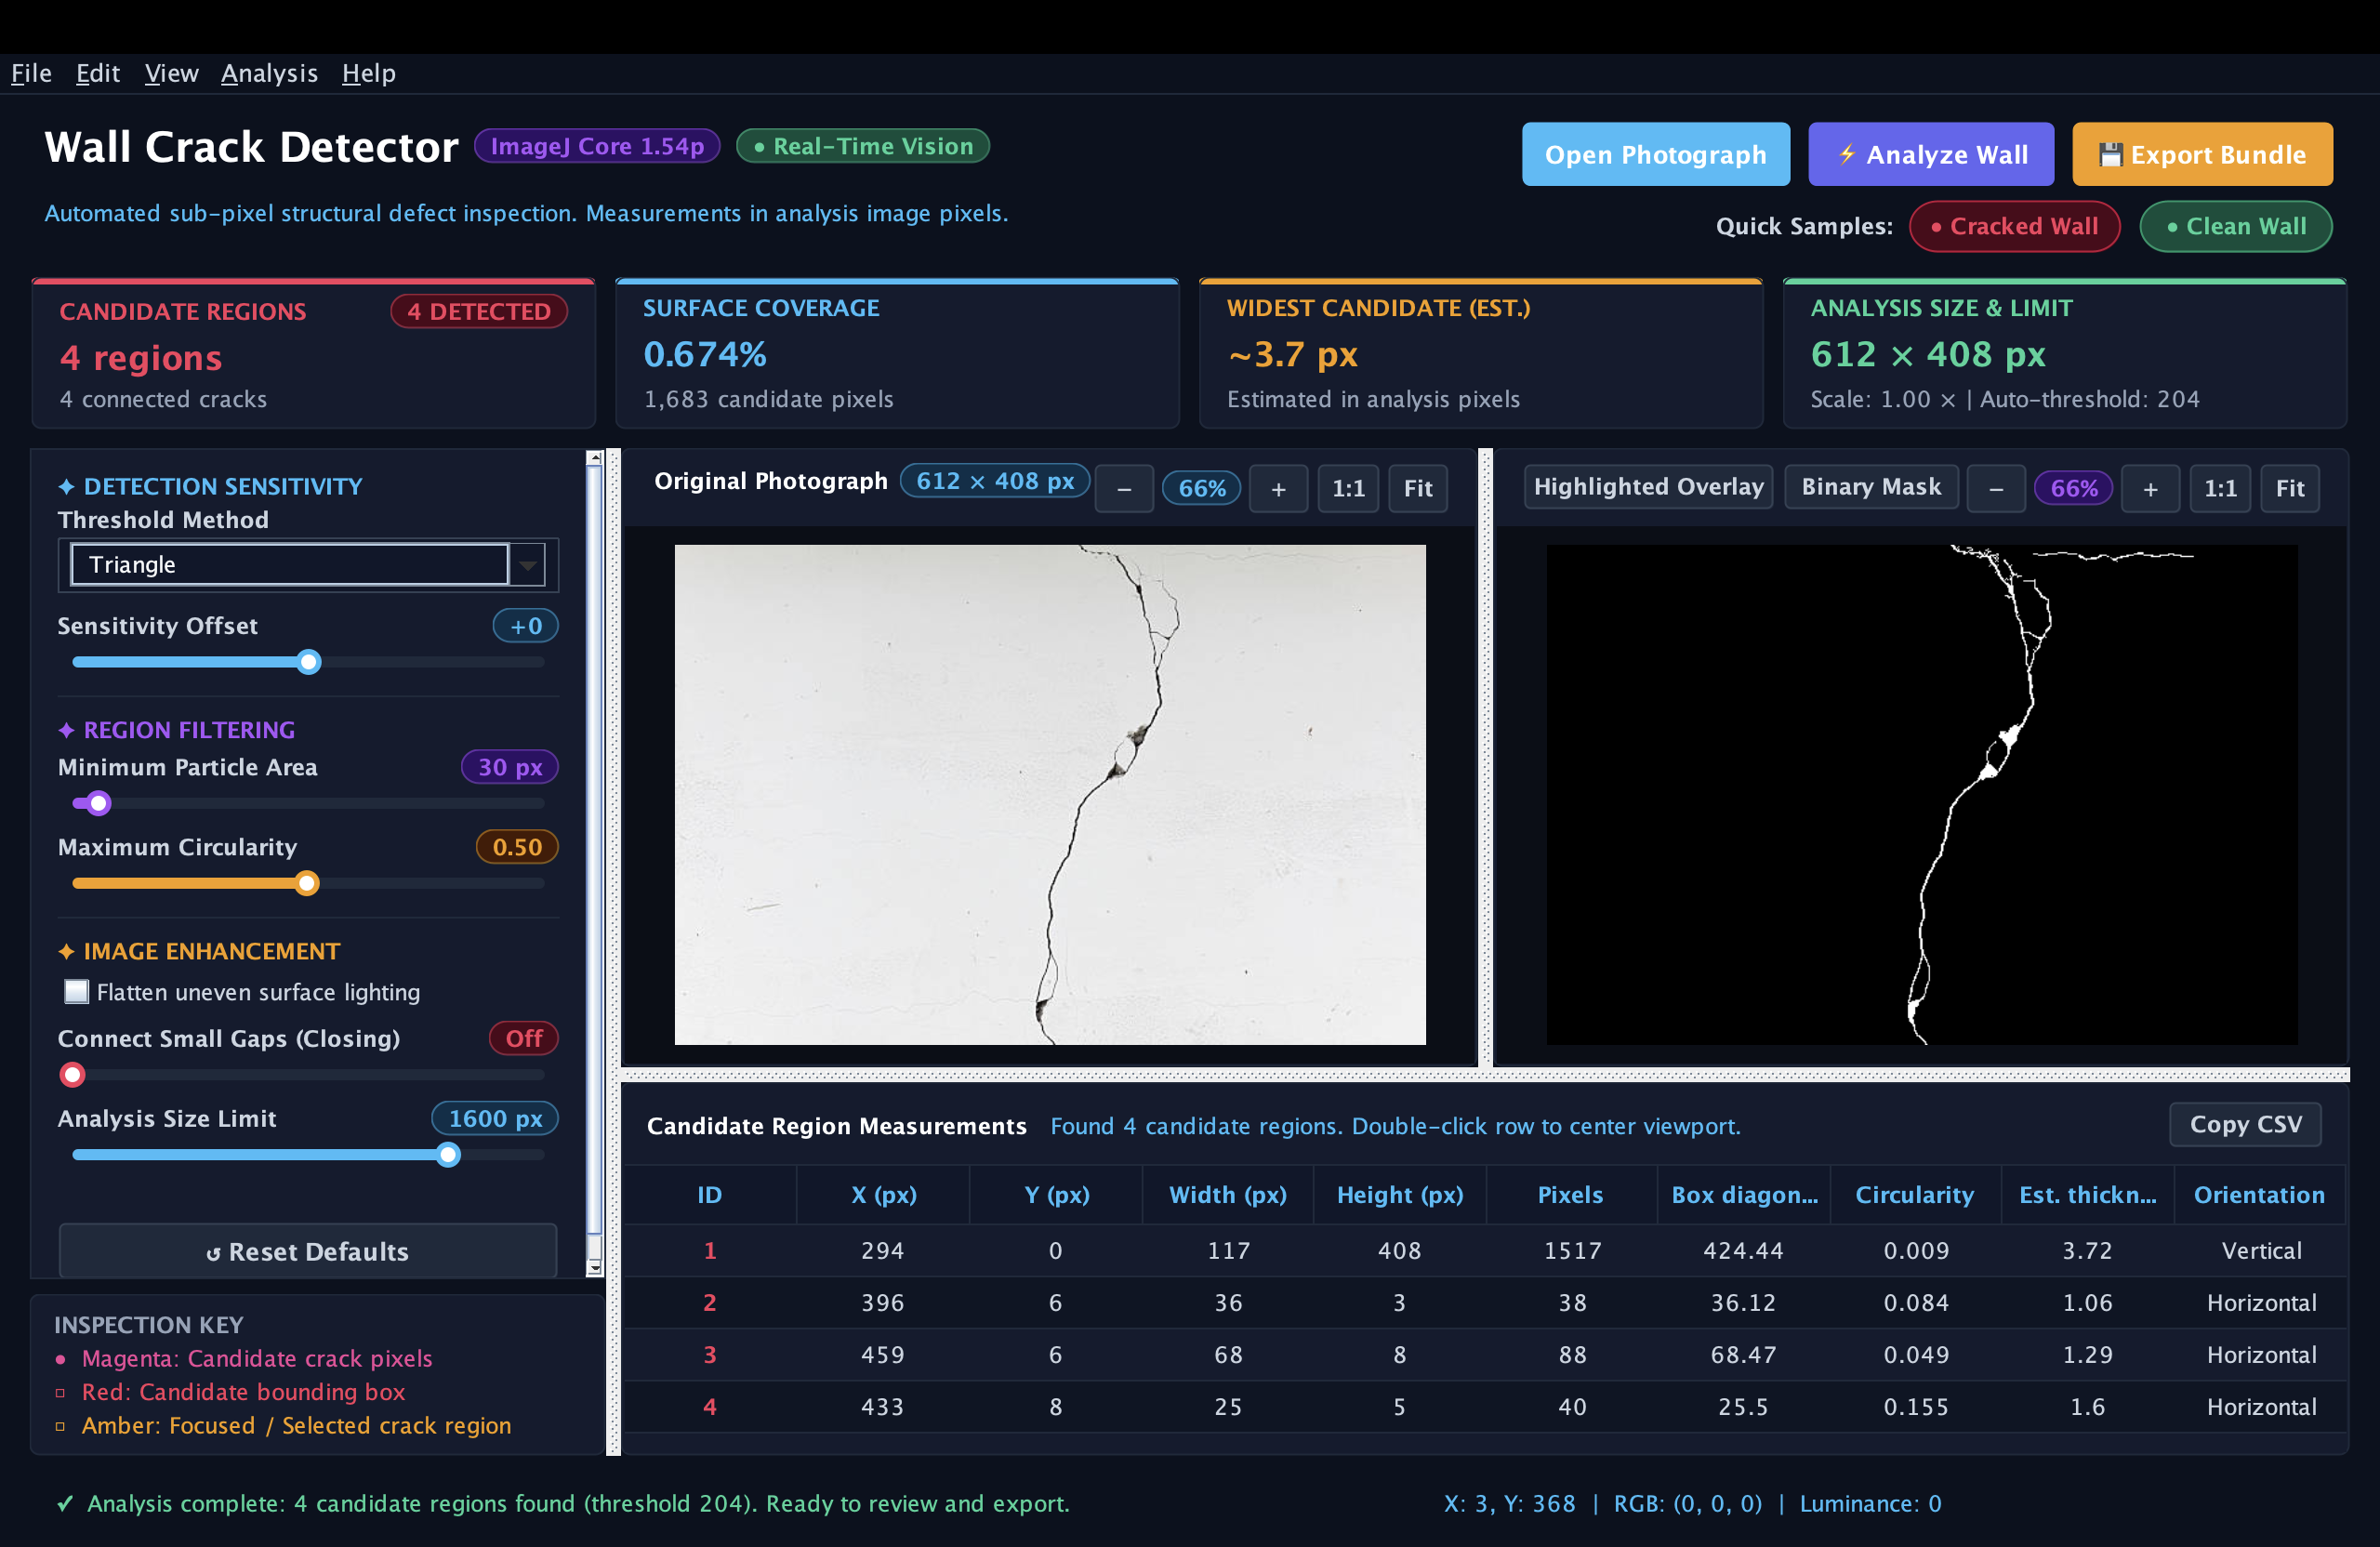 File Edit View Analysis Help
Wall Crack Detector ImageJ Core 1.54p ● Real-Time Vision
Open Photograph ⚡ Analyze Wall 💾 Export Bundle
Automated sub-pixel structural defect inspection. Measurements in analysis image pixels.
Quick Samples: ● Cracked Wall ● Clean Wall
CANDIDATE REGIONS 4 DETECTED
4 regions
4 connected cracks
SURFACE COVERAGE
0.674%
1,683 candidate pixels
WIDEST CANDIDATE (EST.)
~3.7 px
Estimated in analysis pixels
ANALYSIS SIZE & LIMIT
612 × 408 px
Scale: 1.00 × | Auto-threshold: 204
✦ DETECTION SENSITIVITY
Threshold Method
Triangle
Sensitivity Offset +0
✦ REGION FILTERING
Minimum Particle Area 30 px
Maximum Circularity 0.50
✦ IMAGE ENHANCEMENT
Flatten uneven surface lighting
Connect Small Gaps (Closing) Off
Analysis Size Limit 1600 px
↺ Reset Defaults
INSPECTION KEY
● Magenta: Candidate crack pixels
▫ Red: Candidate bounding box
▫ Amber: Focused / Selected crack region
Original Photograph 612 × 408 px − 66% + 1:1 Fit
Highlighted Overlay Binary Mask − 66% + 1:1 Fit
Candidate Region Measurements Found 4 candidate regions. Double-click row to center viewport. Copy CSV
ID X (px) Y (px) Width (px) Height (px) Pixels Box diagon... Circularity Est. thickn... Orientation
1 294 0 117 408 1517 424.44 0.009 3.72 Vertical
2 396 6 36 3 38 36.12 0.084 1.06 Horizontal
3 459 6 68 8 88 68.47 0.049 1.29 Horizontal
4 433 8 25 5 40 25.5 0.155 1.6 Horizontal
✓ Analysis complete: 4 candidate regions found (threshold 204). Ready to review and export.
X: 3, Y: 368 | RGB: (0, 0, 0) | Luminance: 0